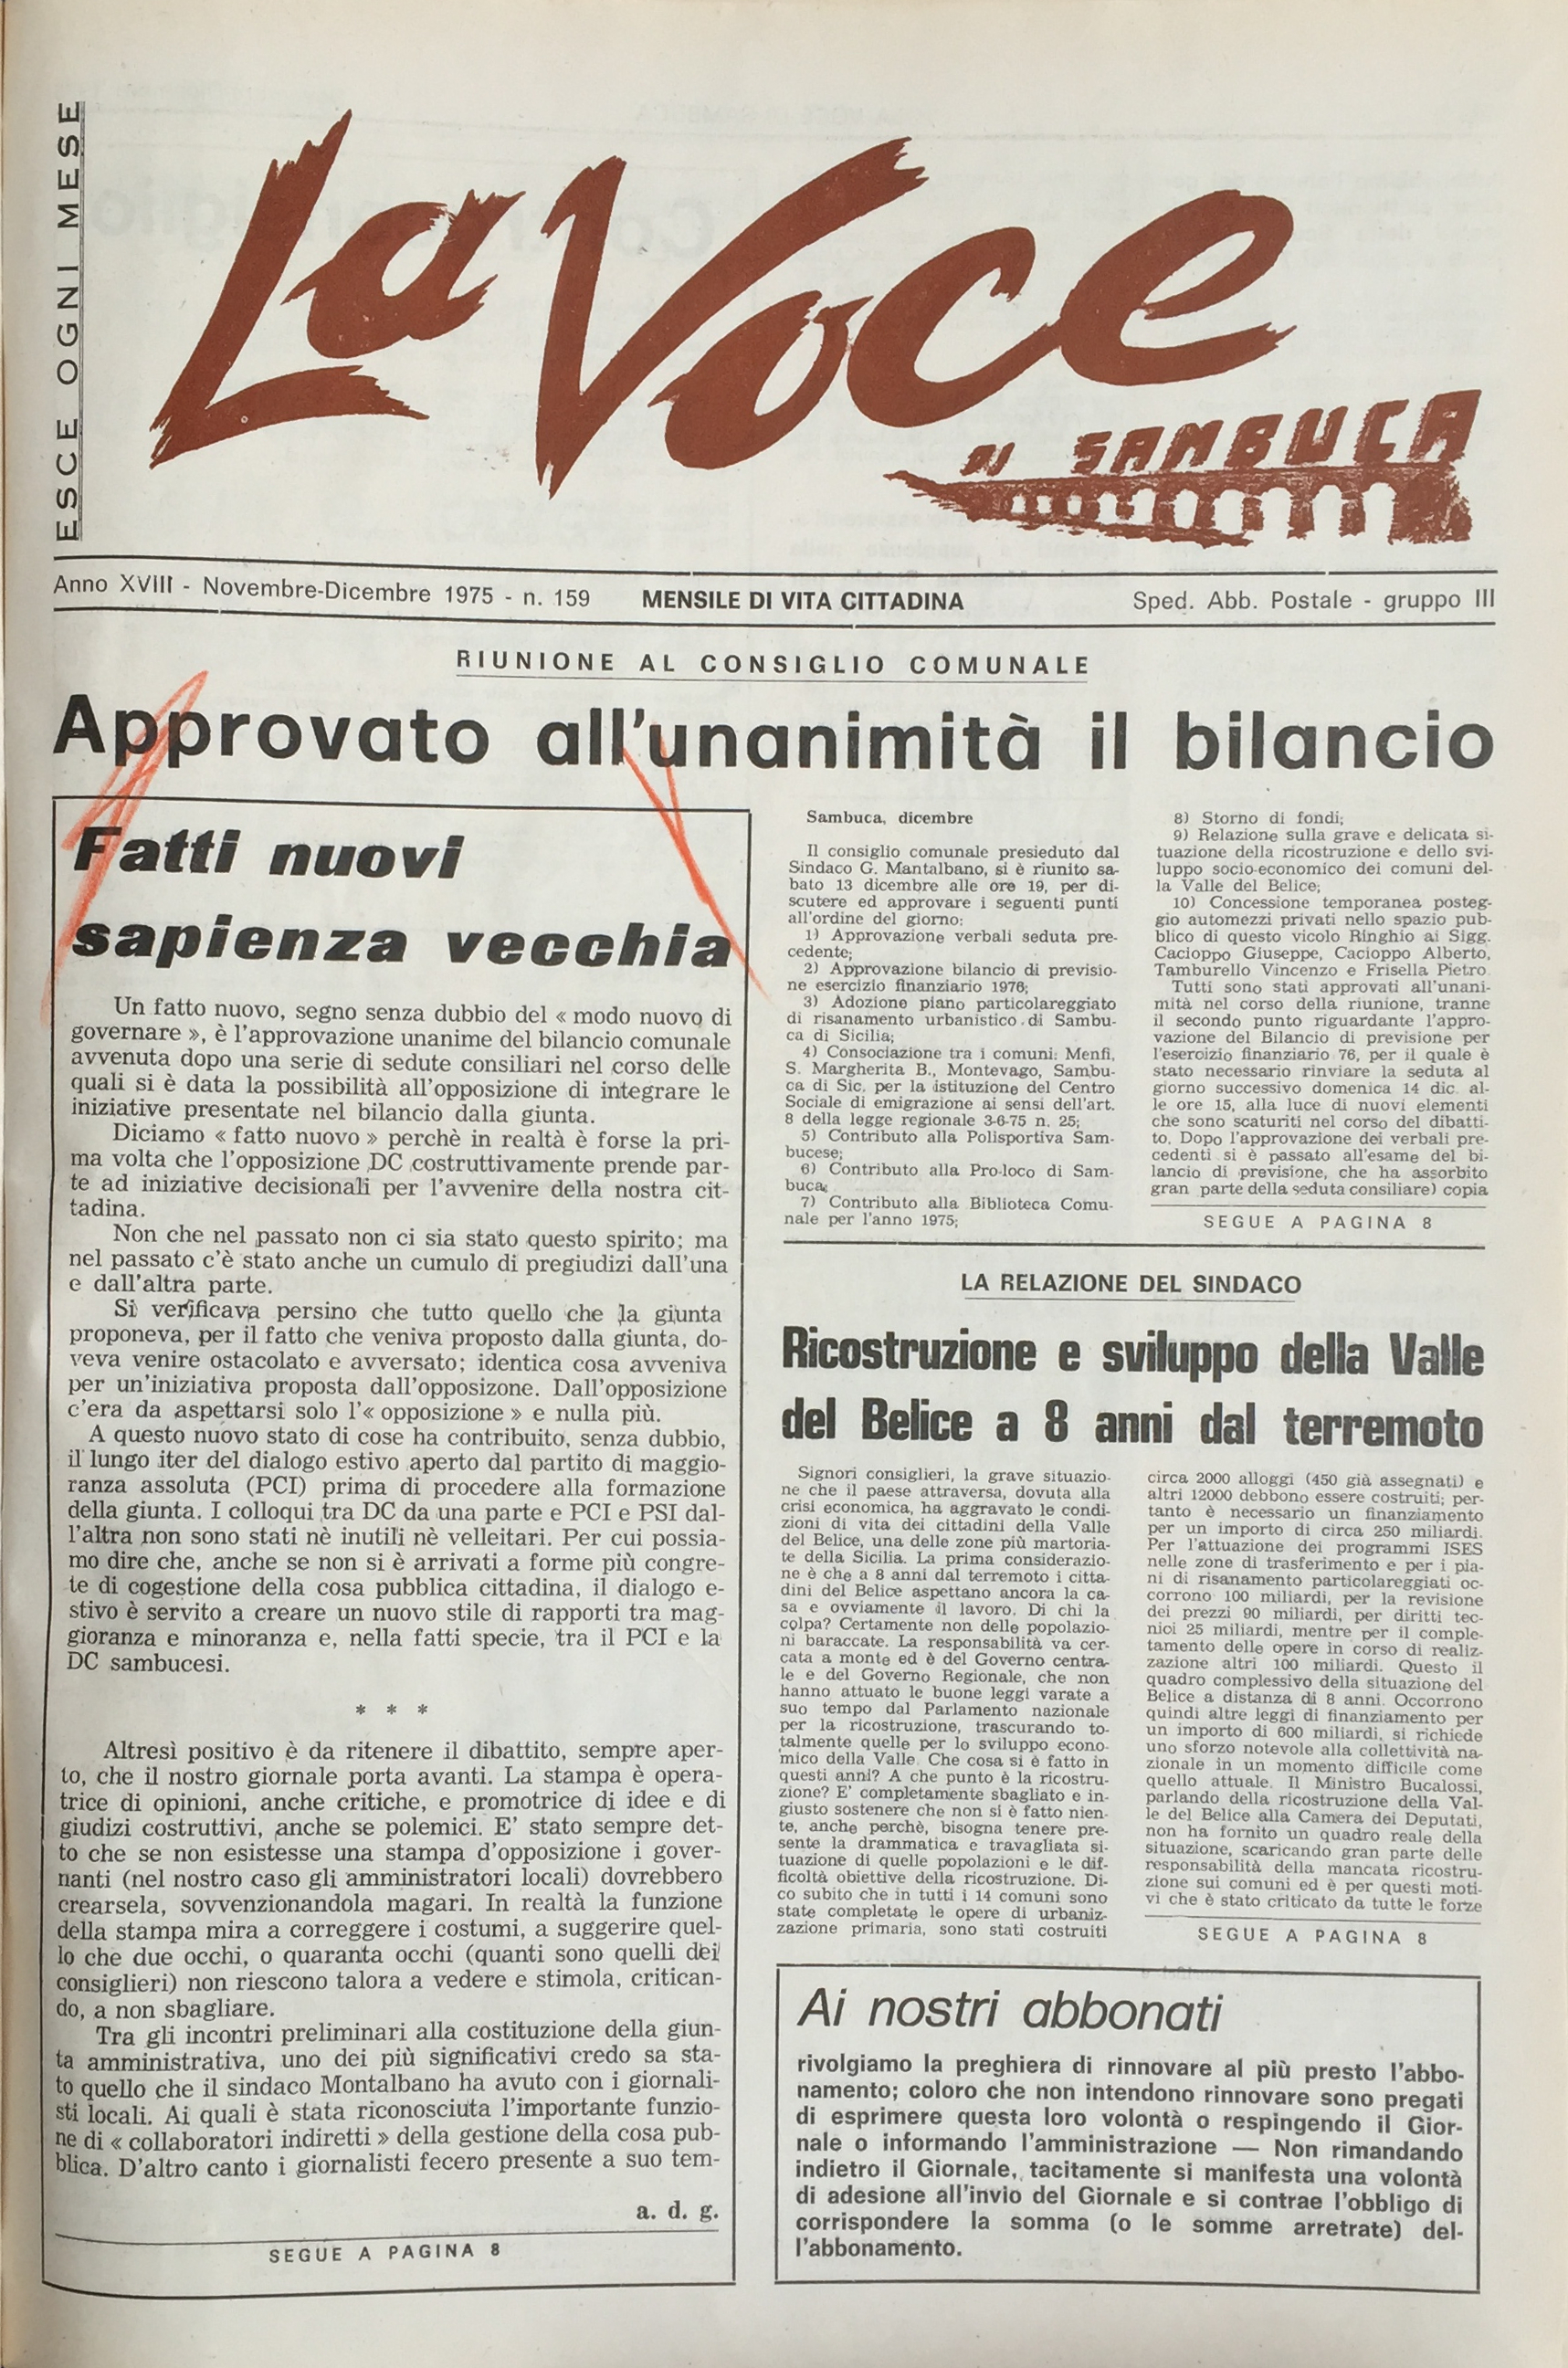 ESCE OGNI MESE
La Voce
DI SAMBUCA
Anno XVIII - Novembre-Dicembre 1975 - n. 159
MENSILE DI VITA CITTADINA
Sped. Abb. Postale - gruppo III
RIUNIONE AL CONSIGLIO COMUNALE
Approvato all'unanimità il bilancio
Fatti nuovi
sapienza vecchia
Un fatto nuovo, segno senza dubbio del « modo nuovo di
governare », è l'approvazione unanime del bilancio comunale
avvenuta dopo una serie di sedute consiliari nel corso delle
quali si è data la possibilità all'opposizione di integrare le
iniziative presentate nel bilancio dalla giunta.
Diciamo « fatto nuovo » perchè in realtà è forse la pri-
ma volta che l'opposizione DC costruttivamente prende par-
te ad iniziative decisionali per l'avvenire della nostra cit-
tadina.
Non che nel passato non ci sia stato questo spirito; ma
nel passato c'è stato anche un cumulo di pregiudizi dall'una
e dall'altra parte.
Si verificava persino che tutto quello che la giunta
proponeva, per il fatto che veniva proposto dalla giunta, do-
veva venire ostacolato e avversato; identica cosa avveniva
per un'iniziativa proposta dall'opposizone. Dall'opposizione
c'era da aspettarsi solo l'« opposizione » e nulla più.
A questo nuovo stato di cose ha contribuito, senza dubbio,
il lungo iter del dialogo estivo aperto dal partito di maggio-
ranza assoluta (PCI) prima di procedere alla formazione
della giunta. I colloqui tra DC da una parte e PCI e PSI dal-
l'altra non sono stati nè inutili nè velleitari. Per cui possia-
mo dire che, anche se non si è arrivati a forme più congre-
te di cogestione della cosa pubblica cittadina, il dialogo e-
stivo è servito a creare un nuovo stile di rapporti tra mag-
gioranza e minoranza e, nella fatti specie, tra il PCI e la
DC sambucesi.
* * *
Altresì positivo è da ritenere il dibattito, sempre aper-
to, che il nostro giornale porta avanti. La stampa è opera-
trice di opinioni, anche critiche, e promotrice di idee e di
giudizi costruttivi, anche se polemici. E' stato sempre det-
to che se non esistesse una stampa d'opposizione i gover-
nanti (nel nostro caso gli amministratori locali) dovrebbero
crearsela, sovvenzionandola magari. In realtà la funzione
della stampa mira a correggere i costumi, a suggerire quel-
lo che due occhi, o quaranta occhi (quanti sono quelli dei
consiglieri) non riescono talora a vedere e stimola, critican-
do, a non sbagliare.
Tra gli incontri preliminari alla costituzione della giun-
ta amministrativa, uno dei più significativi credo sa sta-
to quello che il sindaco Montalbano ha avuto con i giornali-
sti locali. Ai quali è stata riconosciuta l'importante funzio-
ne di « collaboratori indiretti » della gestione della cosa pub-
blica. D'altro canto i giornalisti fecero presente a suo tem-
a. d. g.
SEGUE A PAGINA 8
Sambuca, dicembre
Il consiglio comunale presieduto dal
Sindaco G. Mantalbano, si è riunito sa-
bato 13 dicembre alle ore 19, per di-
scutere ed approvare i seguenti punti
all'ordine del giorno:
1) Approvazione verbali seduta pre-
cedente;
2) Approvazione bilancio di previsio-
ne esercizio finanziario 1976;
3) Adozione piano particolareggiato
di risanamento urbanistico di Sambu-
ca di Sicilia;
4) Consociazione tra i comuni: Menfi,
S. Margherita B., Montevago, Sambu-
ca di Sic. per la istituzione del Centro
Sociale di emigrazione ai sensi dell'art.
8 della legge regionale 3-6-75 n. 25;
5) Contributo alla Polisportiva Sam-
bucese;
6) Contributo alla Pro-loco di Sam-
buca;
7) Contributo alla Biblioteca Comu-
nale per l'anno 1975;
8) Storno di fondi;
9) Relazione sulla grave e delicata si-
tuazione della ricostruzione e dello svi-
luppo socio-economico dei comuni del-
la Valle del Belice;
10) Concessione temporanea posteg-
gio automezzi privati nello spazio pub-
blico di questo vicolo Ringhio ai Sigg.
Cacioppo Giuseppe, Cacioppo Alberto,
Tamburello Vincenzo e Frisella Pietro.
Tutti sono stati approvati all'unani-
mità nel corso della riunione, tranne
il secondo punto riguardante l'appro-
vazione del Bilancio di previsione per
l'esercizio finanziario 76, per il quale è
stato necessario rinviare la seduta al
giorno successivo domenica 14 dic. al-
le ore 15, alla luce di nuovi elementi
che sono scaturiti nel corso del dibatti-
to. Dopo l'approvazione dei verbali pre-
cedenti si è passato all'esame del bi-
lancio di previsione, che ha assorbito
gran parte della seduta consiliare) copia
SEGUE A PAGINA 8
LA RELAZIONE DEL SINDACO
Ricostruzione e sviluppo della Valle
del Belice a 8 anni dal terremoto
Signori consiglieri, la grave situazio-
ne che il paese attraversa, dovuta alla
crisi economica, ha aggravato le condi-
zioni di vita dei cittadini della Valle
del Belice, una delle zone più martoria-
te della Sicilia. La prima considerazio-
ne è che a 8 anni dal terremoto i citta-
dini del Belice aspettano ancora la ca-
sa e ovviamente il lavoro. Di chi la
colpa? Certamente non delle popolazio-
ni baraccate. La responsabilità va cer-
cata a monte ed è del Governo centra-
le e del Governo Regionale, che non
hanno attuato le buone leggi varate a
suo tempo dal Parlamento nazionale
per la ricostruzione, trascurando to-
talmente quelle per lo sviluppo econo-
mico della Valle. Che cosa si è fatto in
questi anni? A che punto è la ricostru-
zione? E' completamente sbagliato e in-
giusto sostenere che non si è fatto nien-
te, anche perchè, bisogna tenere pre-
sente la drammatica e travagliata si-
tuazione di quelle popolazioni e le dif-
ficoltà obiettive della ricostruzione. Di-
co subito che in tutti i 14 comuni sono
state completate le opere di urbaniz-
zazione primaria, sono stati costruiti
circa 2000 alloggi (450 già assegnati) e
altri 12000 debbono essere costruiti; per-
tanto è necessario un finanziamento
per un importo di circa 250 miliardi.
Per l'attuazione dei programmi ISES
nelle zone di trasferimento e per i pia-
ni di risanamento particolareggiati oc-
corrono 100 miliardi, per la revisione
dei prezzi 90 miliardi, per diritti tec-
nici 25 miliardi, mentre per il comple-
tamento delle opere in corso di realiz-
zazione altri 100 miliardi. Questo il
quadro complessivo della situazione del
Belice a distanza di 8 anni. Occorrono
quindi altre leggi di finanziamento per
un importo di 600 miliardi, si richiede
uno sforzo notevole alla collettività na-
zionale in un momento difficile come
quello attuale. Il Ministro Bucalossi,
parlando della ricostruzione della Val-
le del Belice alla Camera dei Deputati,
non ha fornito un quadro reale della
situazione, scaricando gran parte delle
responsabilità della mancata ricostru-
zione sui comuni ed è per questi moti-
vi che è stato criticato da tutte le forze
SEGUE A PAGINA 8
Ai nostri abbonati
rivolgiamo la preghiera di rinnovare al più presto l'abbo-
namento; coloro che non intendono rinnovare sono pregati
di esprimere questa loro volontà o respingendo il Gior-
nale o informando l'amministrazione — Non rimandando
indietro il Giornale, tacitamente si manifesta una volontà
di adesione all'invio del Giornale e si contrae l'obbligo di
corrispondere la somma (o le somme arretrate) del-
l'abbonamento.